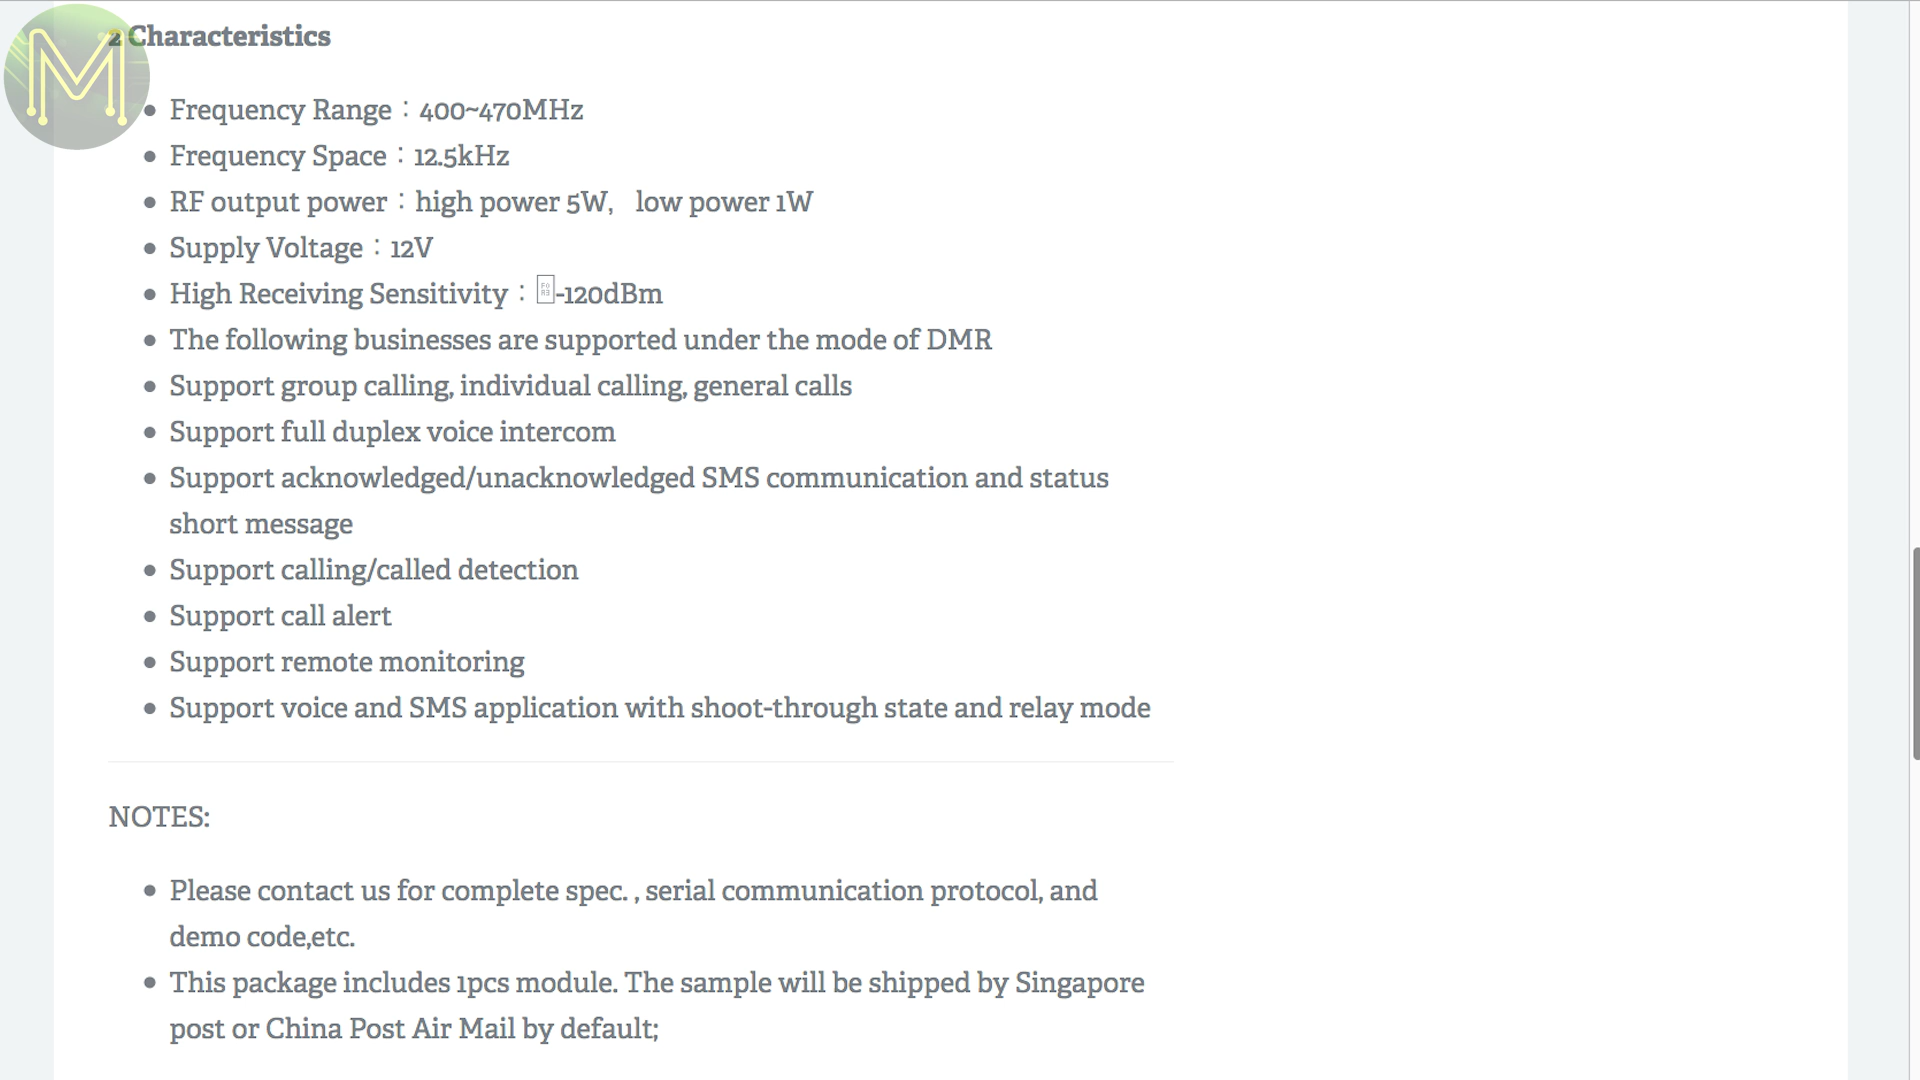 M
2 Characteristics
Frequency Range：400~470MHz
Frequency Space：12.5kHz
RF output power：high power 5W, low power 1W
Supply Voltage：12V
High Receiving Sensitivity：-120dBm
The following businesses are supported under the mode of DMR
Support group calling, individual calling, general calls
Support full duplex voice intercom
Support acknowledged/unacknowledged SMS communication and status
short message
Support calling/called detection
Support call alert
Support remote monitoring
Support voice and SMS application with shoot-through state and relay mode
NOTES:
Please contact us for complete spec. , serial communication protocol, and
demo code,etc.
This package includes 1pcs module. The sample will be shipped by Singapore
post or China Post Air Mail by default;